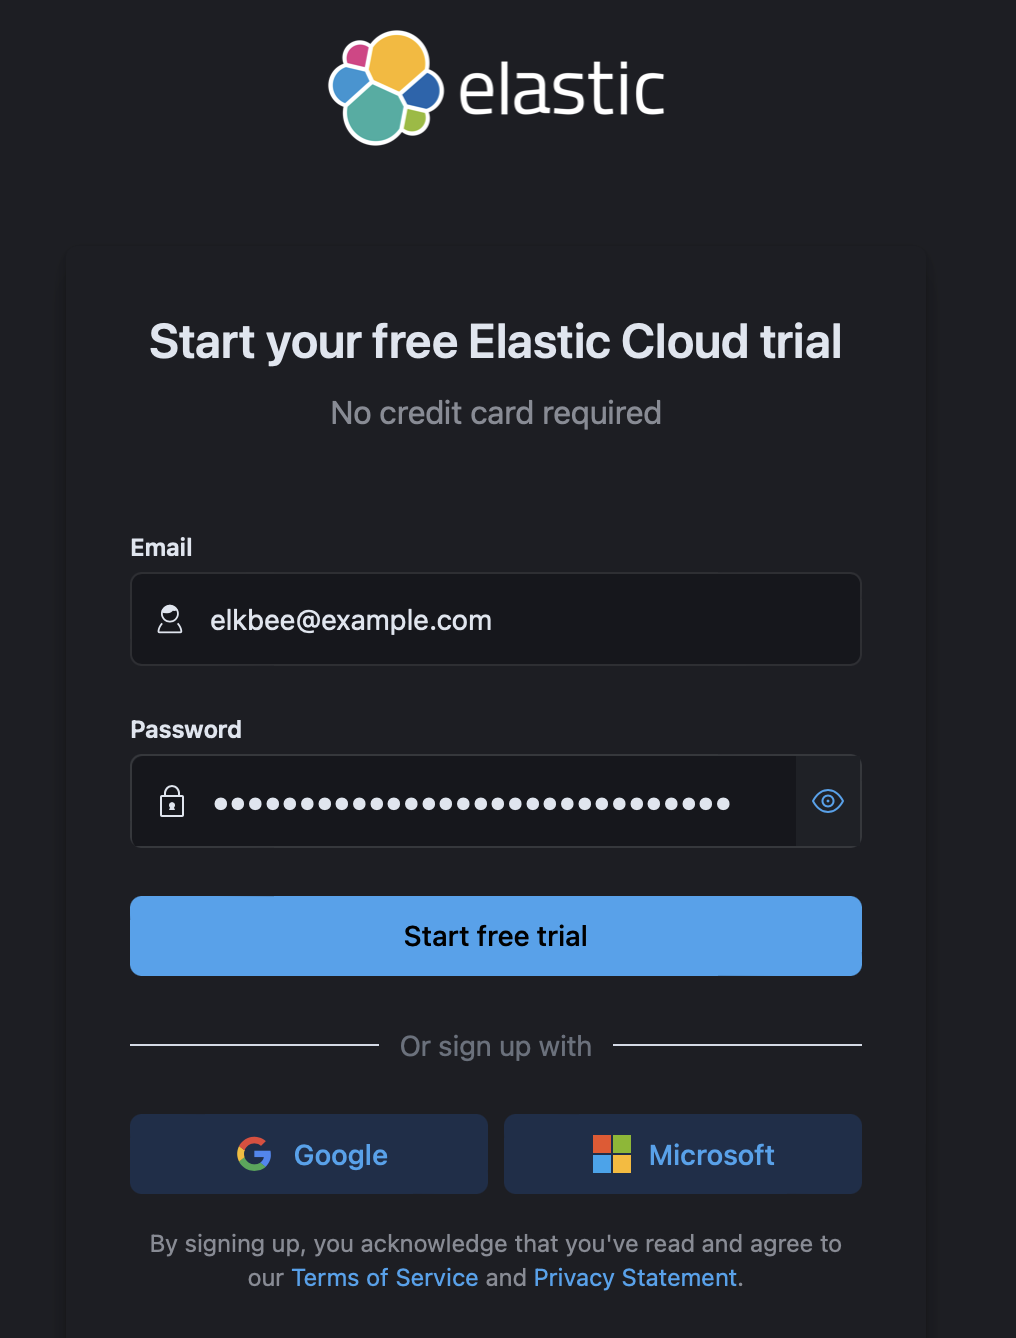 elastic
Start your free Elastic Cloud trial
No credit card required
Email
elkbee@example.com
Password
••••••••••••••••••••••••••••••
Start free trial
Or sign up with
Google
Microsoft
By signing up, you acknowledge that you've read and agree to
our Terms of Service and Privacy Statement.